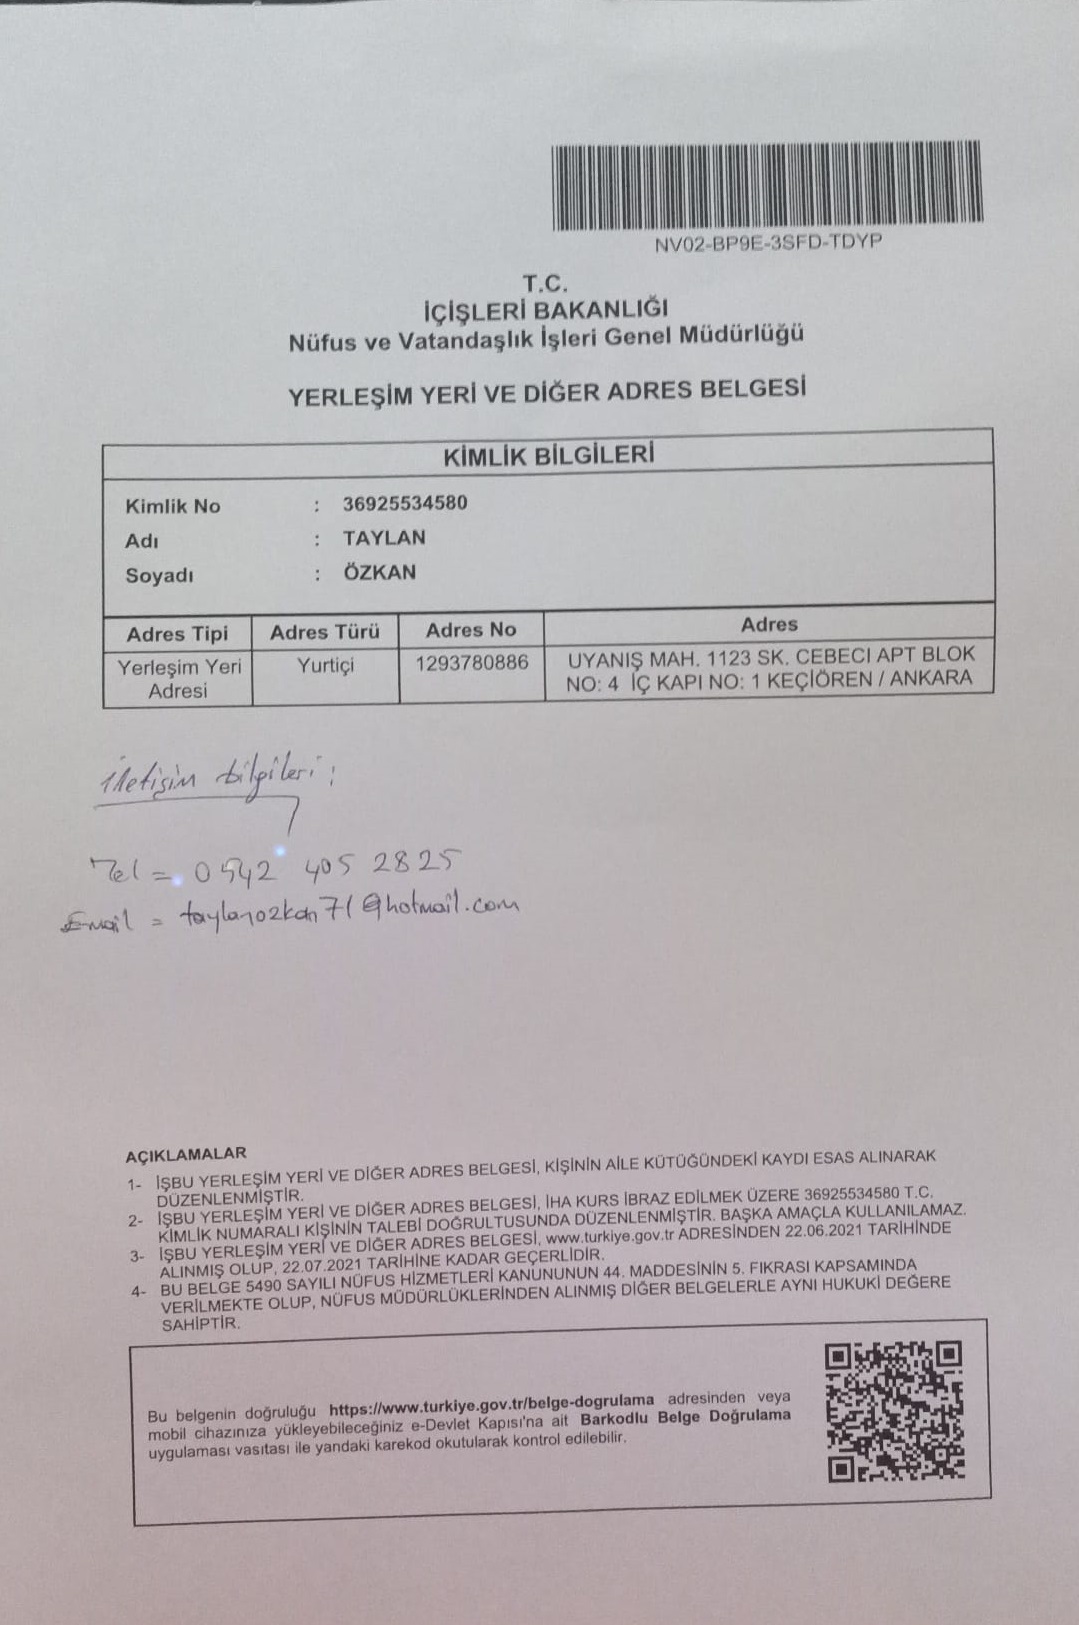 NV02-BP9E-3SFD-TDYP
T.C.
İÇİŞLERİ BAKANLIĞI
Nüfus ve Vatandaşlık İşleri Genel Müdürlüğü
YERLEŞİM YERİ VE DİĞER ADRES BELGESİ
KİMLİK BİLGİLERİ
Kimlik No : 36925534580
Adı : TAYLAN
Soyadı : ÖZKAN
Adres Tipi Adres Türü Adres No Adres
Yerleşim Yeri Adresi Yurtiçi 1293780886 UYANIŞ MAH. 1123 SK. CEBECI APT BLOK
NO: 4 İÇ KAPI NO: 1 KEÇİÖREN / ANKARA
iletişim bilgileri :
Tel = 0542 405 2825
Email = taylanozkan71@hotmail.com
AÇIKLAMALAR
1- İŞBU YERLEŞİM YERİ VE DİĞER ADRES BELGESİ, KİŞİNİN AİLE KÜTÜĞÜNDEKİ KAYDI ESAS ALINARAK
DÜZENLENMİŞTİR.
2- İŞBU YERLEŞİM YERİ VE DİĞER ADRES BELGESİ, İHA KURS İBRAZ EDİLMEK ÜZERE 36925534580 T.C.
KİMLİK NUMARALI KİŞİNİN TALEBİ DOĞRULTUSUNDA DÜZENLENMİŞTİR. BAŞKA AMAÇLA KULLANILAMAZ.
3- İŞBU YERLEŞİM YERİ VE DİĞER ADRES BELGESİ, www.turkiye.gov.tr ADRESİNDEN 22.06.2021 TARİHİNDE
ALINMIŞ OLUP, 22.07.2021 TARİHİNE KADAR GEÇERLİDİR.
4- BU BELGE 5490 SAYILI NÜFUS HİZMETLERİ KANUNUNUN 44. MADDESİNİN 5. FIKRASI KAPSAMINDA
VERİLMEKTE OLUP, NÜFUS MÜDÜRLÜKLERİNDEN ALINMIŞ DİĞER BELGELERLE AYNI HUKUKİ DEĞERE
SAHİPTİR.
Bu belgenin doğruluğu https://www.turkiye.gov.tr/belge-dogrulama adresinden veya
mobil cihazınıza yükleyebileceğiniz e-Devlet Kapısı'na ait Barkodlu Belge Doğrulama
uygulaması vasıtası ile yandaki karekod okutularak kontrol edilebilir.